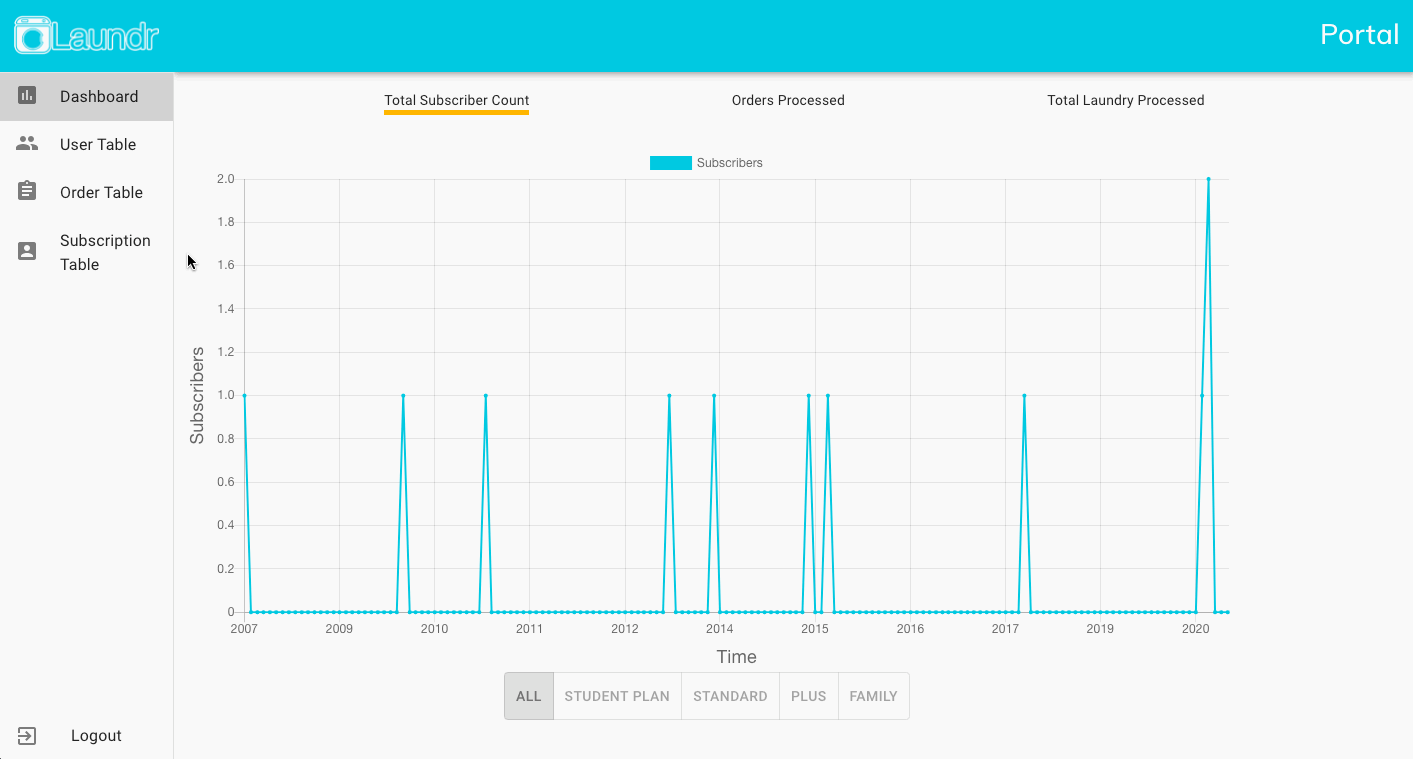 Laundr
Portal
Dashboard
User Table
Order Table
Subscription
Table
Logout
Total Subscriber Count
Orders Processed
Total Laundry Processed
Subscribers
2.0
1.8
1.6
1.4
1.2
1.0
0.8
0.6
0.4
0.2
0
Subscribers
2007 2009 2010 2011 2012 2014 2015 2016 2017 2019 2020
Time
ALL STUDENT PLAN STANDARD PLUS FAMILY